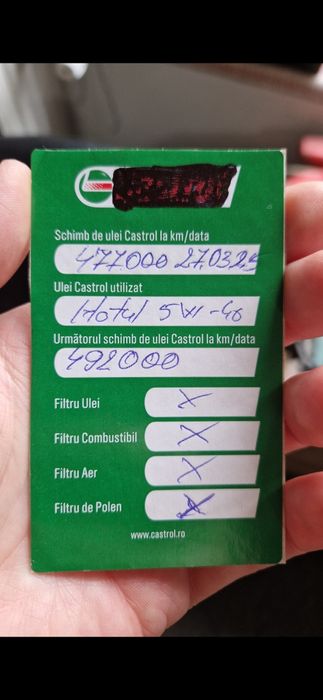 Schimb de ulei Castrol la km/data
477000 27.03.25
Ulei Castrol utilizat
Motul 5W-40
Următorul schimb de ulei Castrol la km/data
492000
Filtru Ulei X
Filtru Combustibil X
Filtru Aer X
Filtru de Polen X
www.castrol.ro